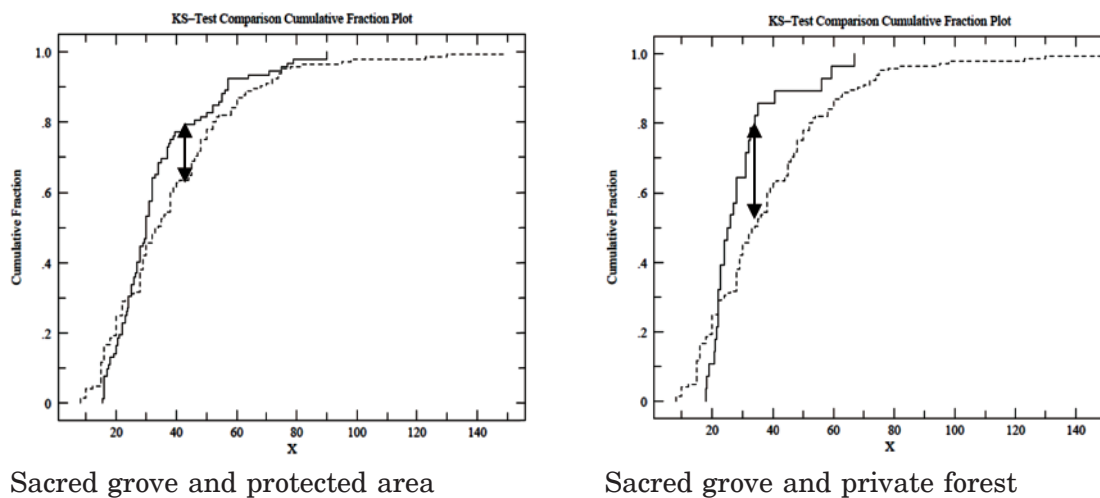 KS–Test Comparison Cumulative Fraction Plot
1.0
.8
.6
.4
.2
0
Cumulative Fraction
20 40 60 80 100 120 140
X
Sacred grove and protected area
KS–Test Comparison Cumulative Fraction Plot
1.0
.8
.6
.4
.2
0
Cumulative Fraction
20 40 60 80 100 120 140
X
Sacred grove and private forest